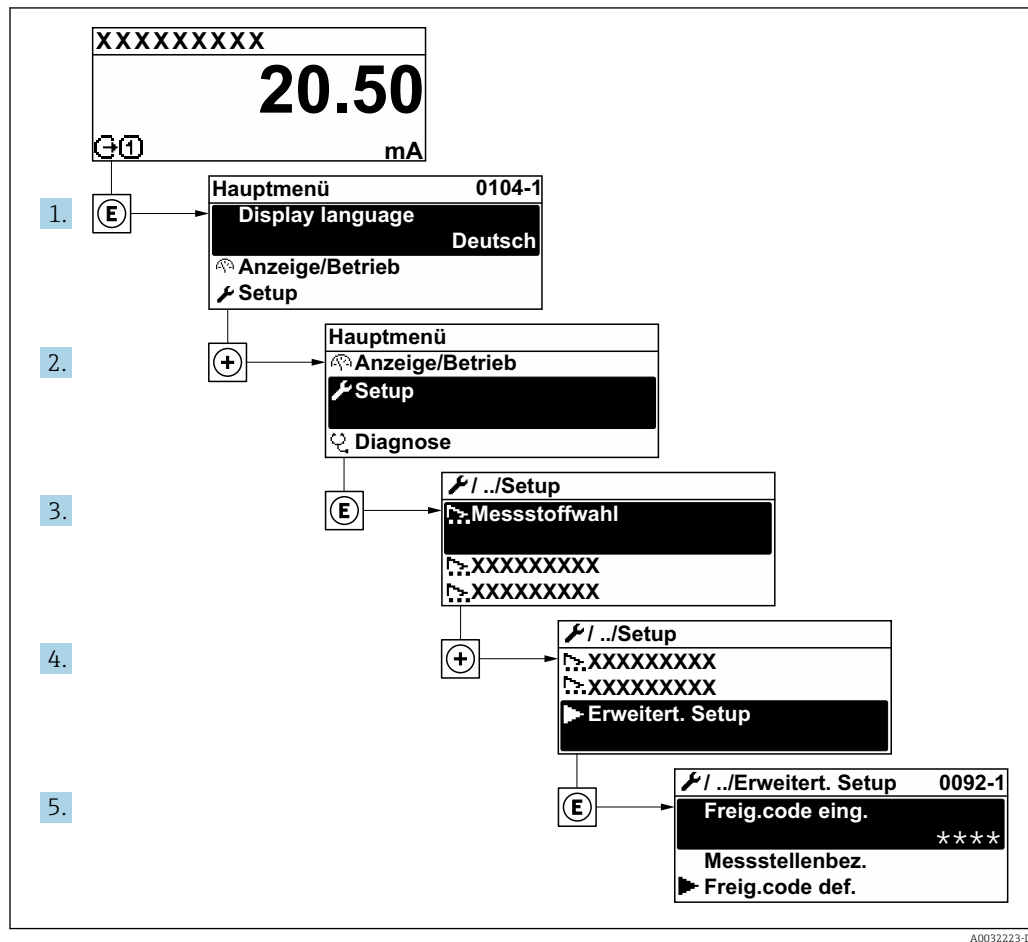 XXXXXXXXX
20.50
1
mA
1.
E
Hauptmenü 0104-1
Display language
Deutsch
Anzeige/Betrieb
Setup
2.
+
Hauptmenü
Anzeige/Betrieb
Setup
Diagnose
3.
E
/ ../Setup
Messstoffwahl
XXXXXXXXX
XXXXXXXXX
4.
+
/ ../Setup
XXXXXXXXX
XXXXXXXXX
Erweitert. Setup
5.
E
/ ../Erweitert. Setup 0092-1
Freig.code eing.
****
Messstellenbez.
Freig.code def.